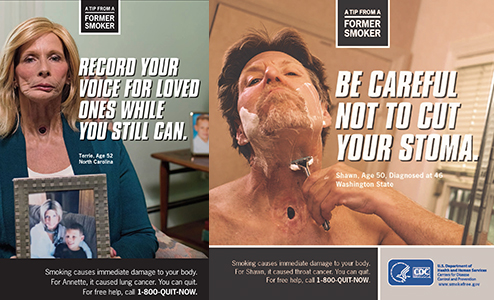 A TIP FROM A
FORMER
SMOKER
RECORD YOUR
VOICE FOR LOVED
ONES WHILE
YOU STILL CAN.
Terrie, Age 52
North Carolina
Smoking causes immediate damage to your body.
For Annette, it caused lung cancer. You can quit.
For free help, call 1-800-QUIT-NOW.
A TIP FROM A
FORMER
SMOKER
BE CAREFUL
NOT TO CUT
YOUR STOMA.
Shawn, Age 50, Diagnosed at 46
Washington State
Smoking causes immediate damage to your body.
For Shawn, it caused throat cancer. You can quit.
For free help, call 1-800-QUIT-NOW.
CDC
U.S. Department of
Health and Human Services
Centers for Disease
Control and Prevention
www.smokefree.gov